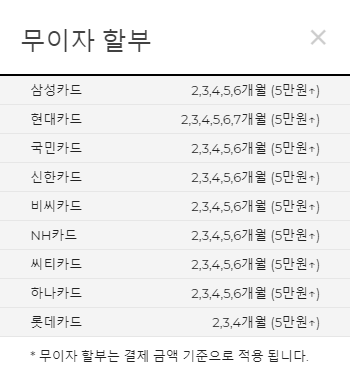 무이자 할부
×
삼성카드 2,3,4,5,6개월 (5만원↑)
현대카드 2,3,4,5,6,7개월 (5만원↑)
국민카드 2,3,4,5,6개월 (5만원↑)
신한카드 2,3,4,5,6개월 (5만원↑)
비씨카드 2,3,4,5,6개월 (5만원↑)
NH카드 2,3,4,5,6개월 (5만원↑)
씨티카드 2,3,4,5,6개월 (5만원↑)
하나카드 2,3,4,5,6개월 (5만원↑)
롯데카드 2,3,4개월 (5만원↑)
* 무이자 할부는 결제 금액 기준으로 적용 됩니다.